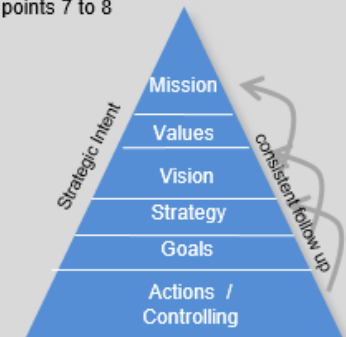 points 7 to 8
Mission
Values
Vision
Strategy
Goals
Actions /
Controlling
Strategic Intent
consistent follow up